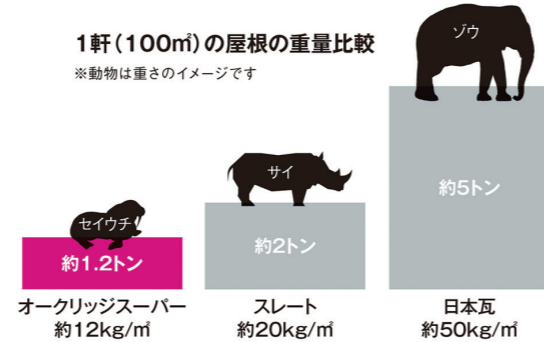 1軒(100㎡)の屋根の重量比較
※動物は重さのイメージです
ゾウ
サイ
セイウチ
約5トン
約2トン
約1.2トン
オークリッジスーパー
約12kg/㎡
スレート
約20kg/㎡
日本瓦
約50kg/㎡